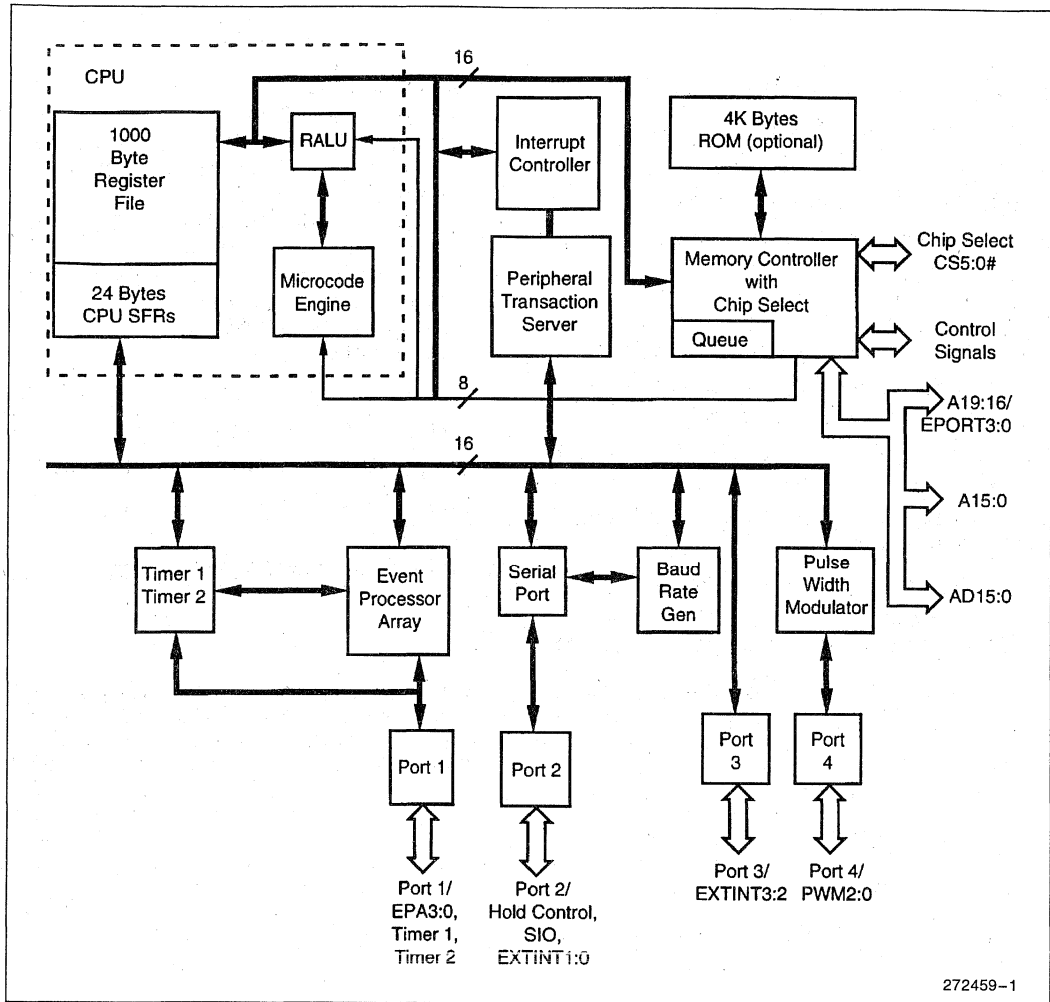 16
CPU
1000
Byte
Register
File
RALU
Interrupt
Controller
4K Bytes
ROM (optional)
24 Bytes
CPU SFRs
Microcode
Engine
Peripheral
Transaction
Server
Memory Controller
with
Chip Select
Queue
Chip Select
CS5:0#
Control
Signals
8
A19:16/
EPORT3:0
16
A15:0
Timer 1
Timer 2
Event
Processor
Array
Serial
Port
Baud
Rate
Gen
Pulse
Width
Modulator
AD15:0
Port 1
Port 2
Port
3
Port
4
Port 1/
EPA3:0,
Timer 1,
Timer 2
Port 2/
Hold Control,
SIO,
EXTINT1:0
Port 3/
EXTINT3:2
Port 4/
PWM2:0
272459–1